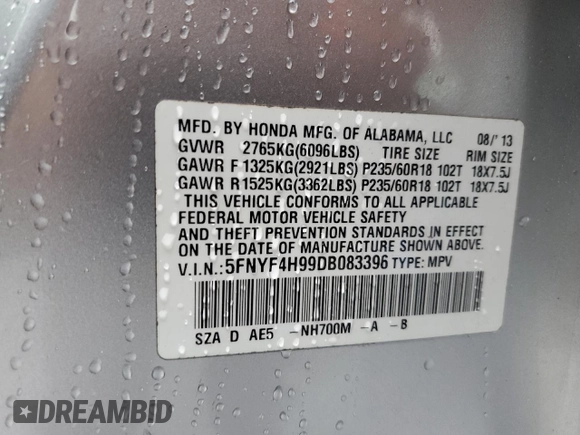 MFD. BY HONDA MFG. OF ALABAMA, LLC 08/'13
GVWR 2765KG(6096LBS) TIRE SIZE RIM SIZE
GAWR F 1325KG(2921LBS) P235/60R18 102T 18X7.5J
GAWR R 1525KG(3362LBS) P235/60R18 102T 18X7.5J
THIS VEHICLE CONFORMS TO ALL APPLICABLE
FEDERAL MOTOR VEHICLE SAFETY
AND THEFT PREVENTION STANDARDS IN EFFECT
ON THE DATE OF MANUFACTURE SHOWN ABOVE.
V.I.N.: 5FNYF4H99DB083396 TYPE: MPV
SZA D AE5 -NH700M -A -B
DREAMBID